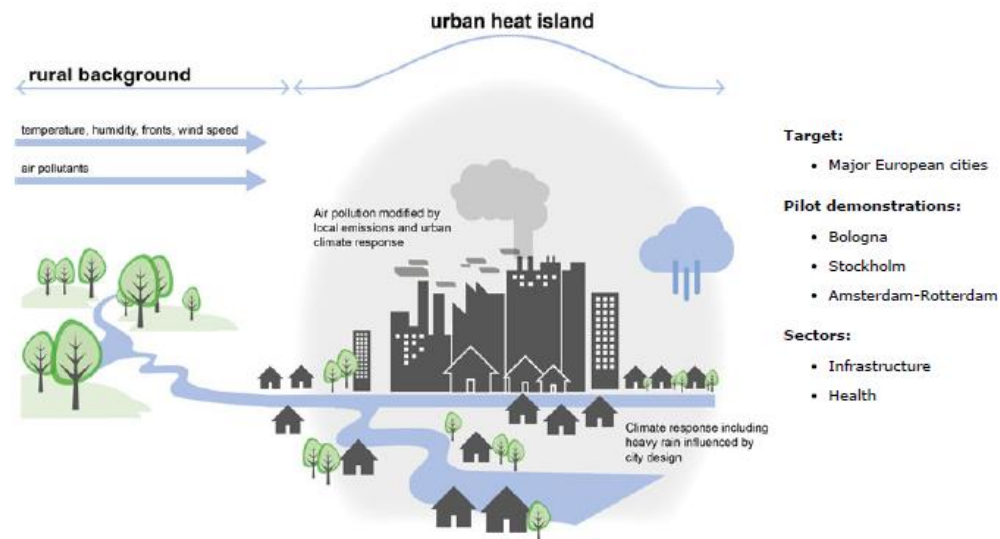 urban heat island
rural background
temperature, humidity, fronts, wind speed
air pollutants
Air pollution modified by
local emissions and urban
climate response
Climate response including
heavy rain influenced by
city design
Target:
• Major European cities
Pilot demonstrations:
• Bologna
• Stockholm
• Amsterdam-Rotterdam
Sectors:
• Infrastructure
• Health